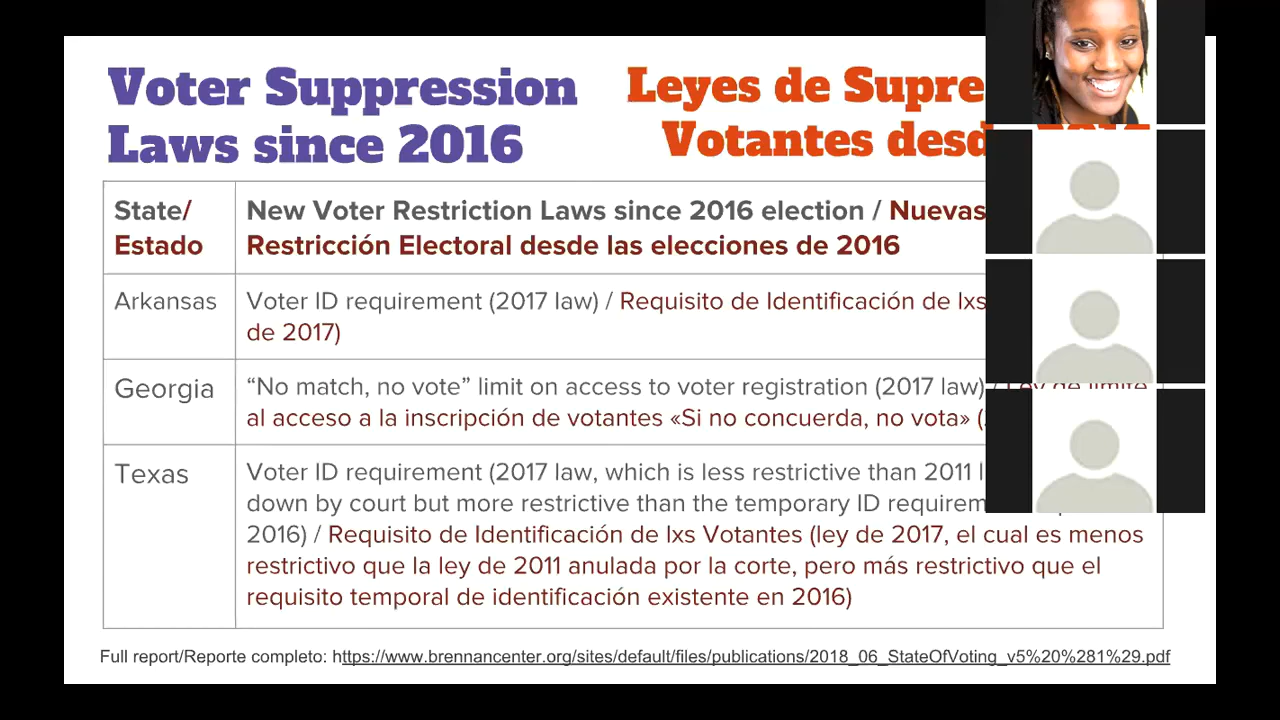 Voter Suppression
Laws since 2016
Leyes de Supre
Votantes desd
State/
Estado
New Voter Restriction Laws since 2016 election / Nuevas
Restricción Electoral desde las elecciones de 2016
Arkansas
Voter ID requirement (2017 law) / Requisito de Identificación de lxs
de 2017)
Georgia
“No match, no vote” limit on access to voter registration (2017 law) / Ley de límite
al acceso a la inscripción de votantes «Si no concuerda, no vota» (
Texas
Voter ID requirement (2017 law, which is less restrictive than 2011
down by court but more restrictive than the temporary ID requirem
2016) / Requisito de Identificación de lxs Votantes (ley de 2017, el cual es menos
restrictivo que la ley de 2011 anulada por la corte, pero más restrictivo que el
requisito temporal de identificación existente en 2016)
Full report/Reporte completo: https://www.brennancenter.org/sites/default/files/publications/2018_06_StateOfVoting_v5%20%281%29.pdf